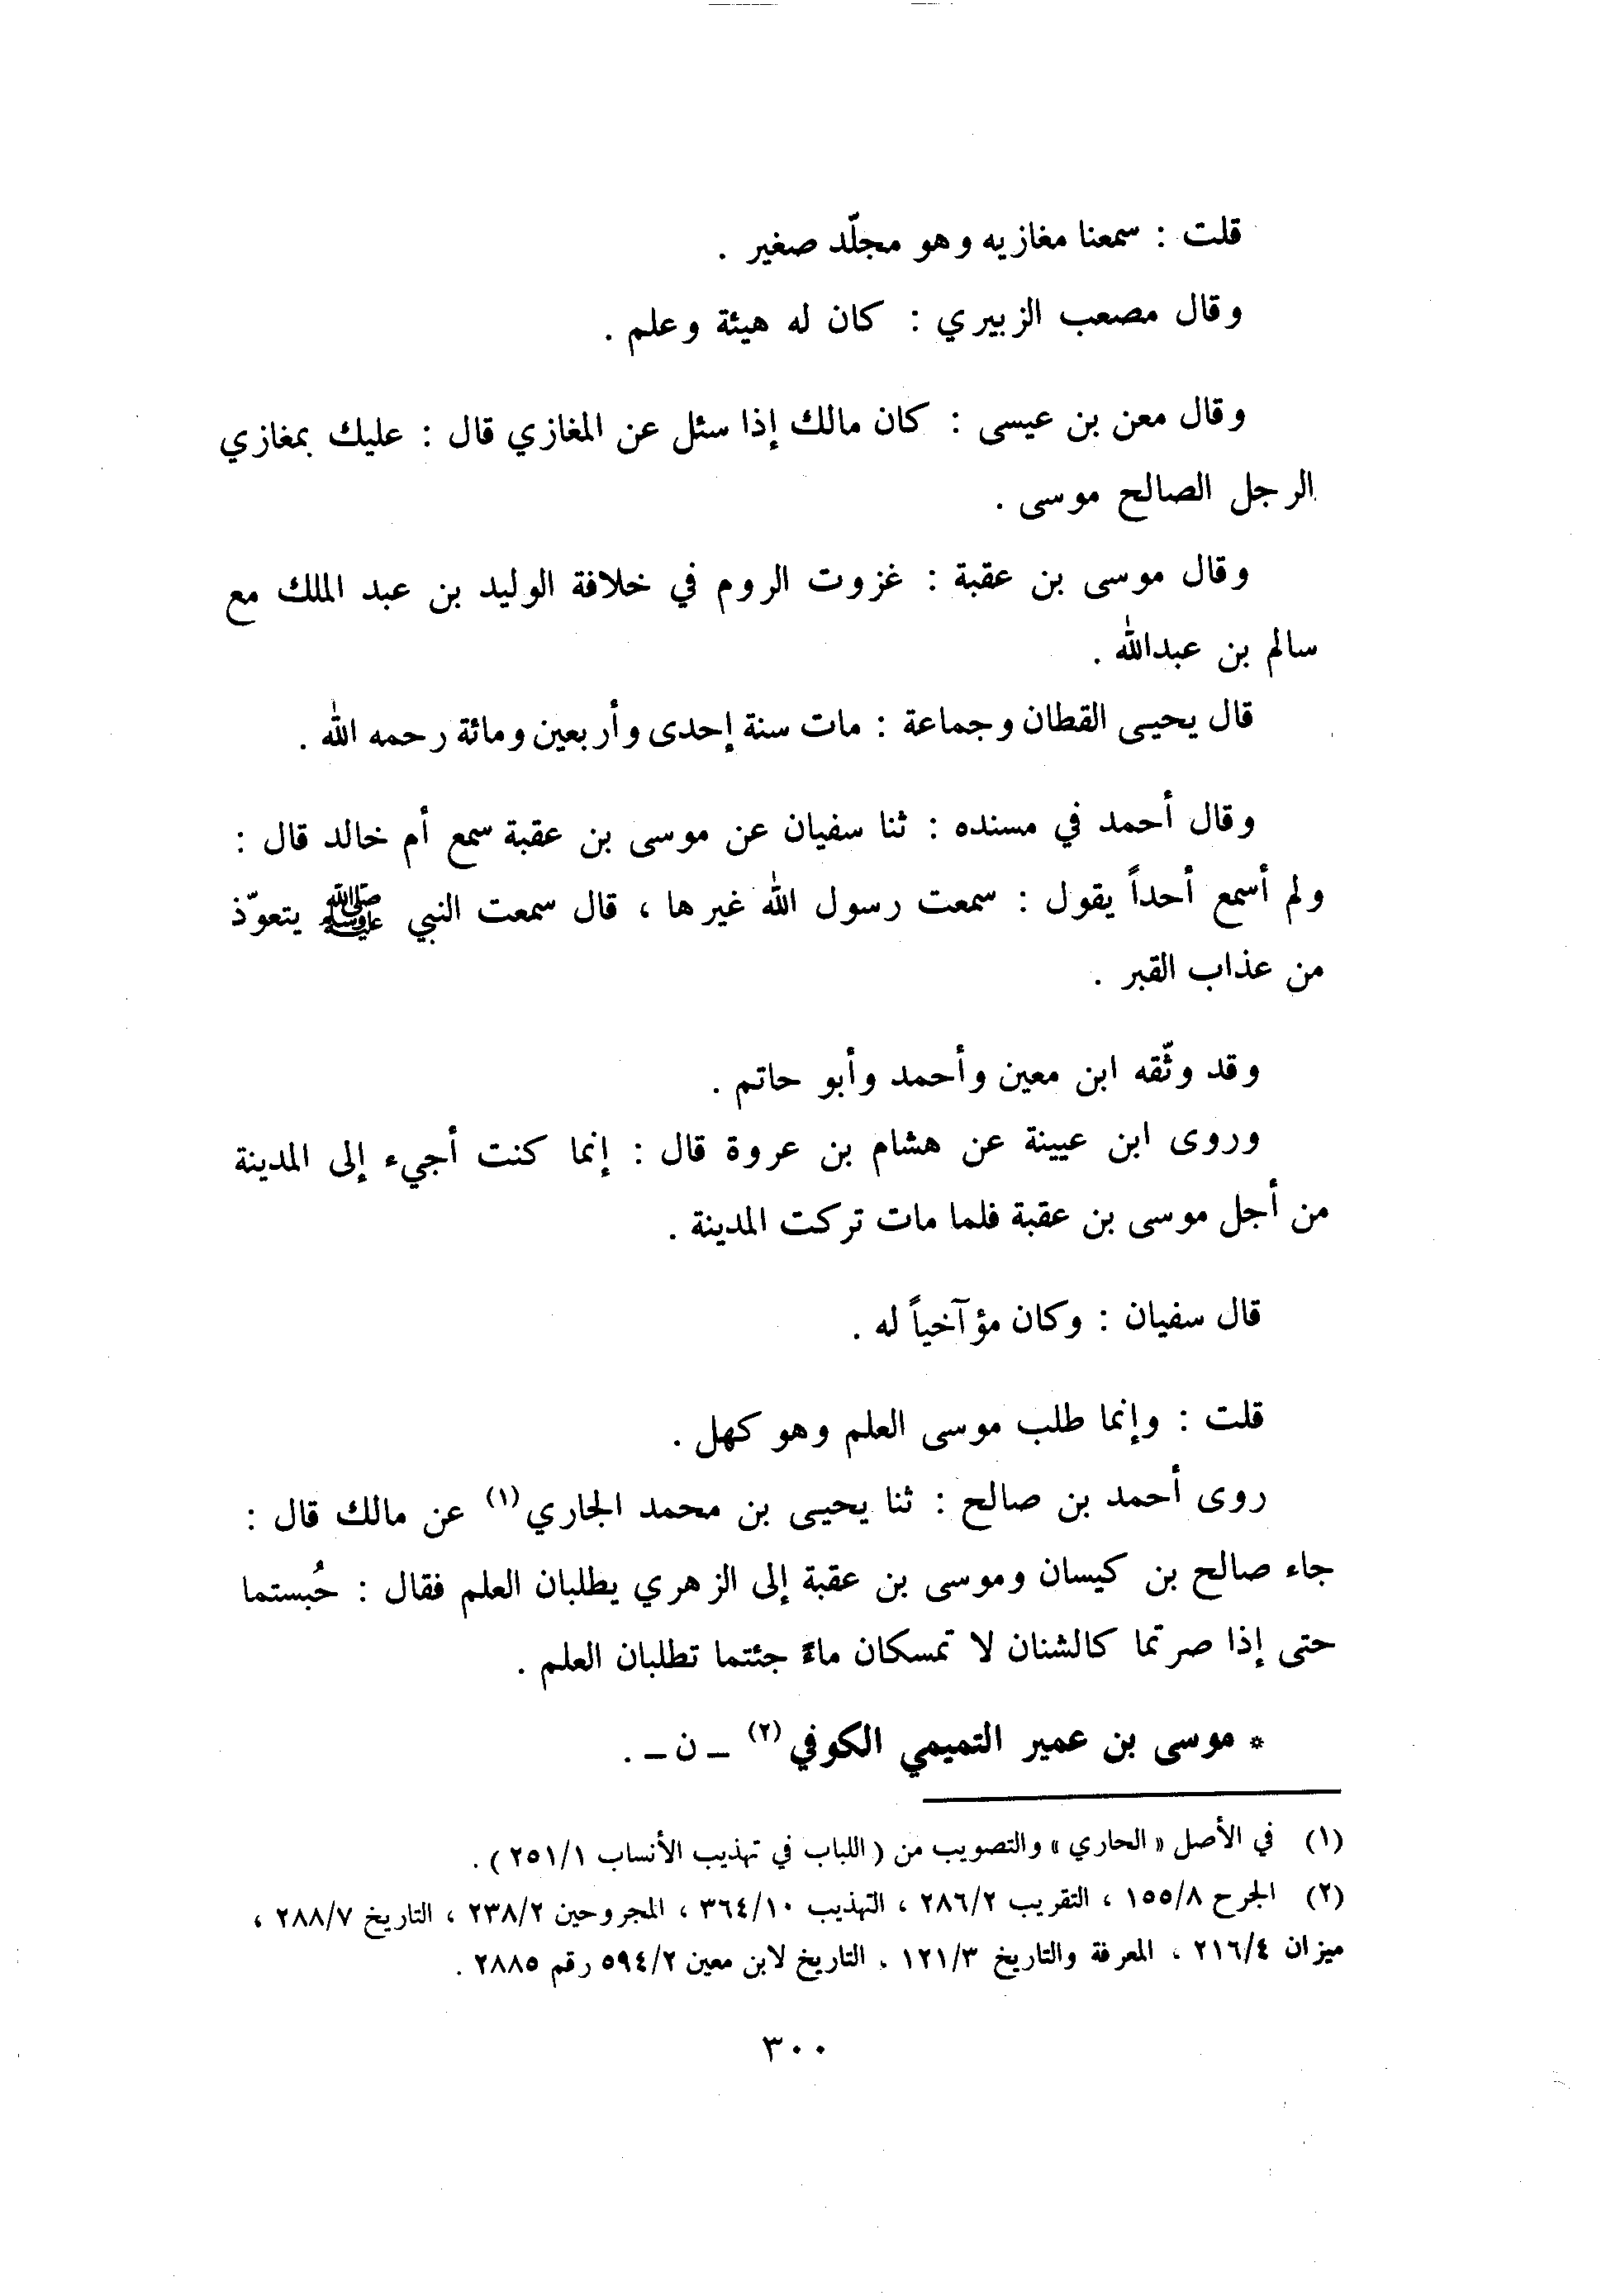 قلت : سمعنا مغازيه وهو مجلّد صغير .
وقال مصعب الزبيري : كان له هيئة وعلم .
وقال معن بن عيسى : كان مالك إذا سئل عن المغازي قال : عليك بمغازي
الرجل الصالح موسى .
وقال موسى بن عقبة : غزوت الروم في خلافة الوليد بن عبد الملك مع
سالم بن عبدالله .
قال يحيى القطان وجماعة : مات سنة إحدى وأربعين ومائة رحمه الله .
وقال أحمد في مسنده : ثنا سفيان عن موسى بن عقبة سمع أم خالد قال :
ولم أسمع أحداً يقول : سمعت رسول الله غيرها ، قال سمعت النبي ﷺ يتعوّذ
من عذاب القبر .
وقد وثّقه ابن معين وأحمد وأبو حاتم .
وروى ابن عيينة عن هشام بن عروة قال : إنما كنت أجيء إلى المدينة
من أجل موسى بن عقبة فلما مات تركت المدينة .
قال سفيان : وكان مؤآخياً له .
قلت : وإنما طلب موسى العلم وهو كهل .
روى أحمد بن صالح : ثنا يحيى بن محمد الجاري (١) عن مالك قال :
جاء صالح بن كيسان وموسى بن عقبة إلى الزهري يطلبان العلم فقال : حُبستما
حتى إذا صرتما كالشنان لا تمسكان ماءً جئتما تطلبان العلم .
* موسى بن عمير التميمي الكوفي (٢) ـ ن ـ .
(١) في الأصل « الحاري » والتصويب من ( اللباب في تهذيب الأنساب ٢٥١/١ ) .
(٢) الجرح ١٥٥/٨ ، التقريب ٢٨٦/٢ ، التهذيب ٣٦٤/١٠ ، المجروحين ٢٣٨/٢ ، التاريخ ٢٨٨/٧ ،
ميزان ٢١٦/٤ ، المعرفة والتاريخ ١٢١/٣ . التاريخ لابن معين ٥٩٤/٢ رقم ٢٨٨٥ .
٣٠٠